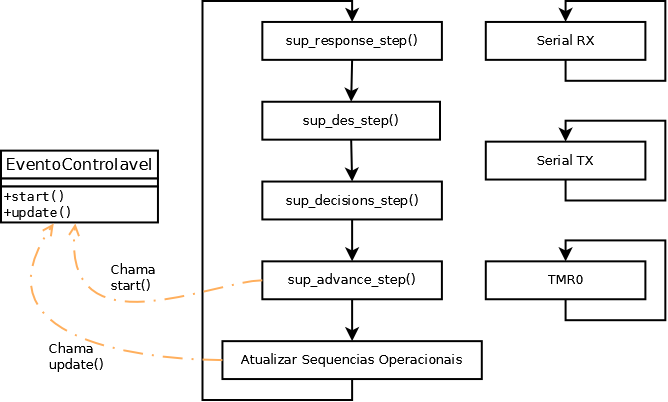 sup_response_step()
Serial RX
sup_des_step()
Serial TX
EventoControlavel
+start()
+update()
sup_decisions_step()
Chama
start()
sup_advance_step()
TMR0
Chama
update()
Atualizar Sequencias Operacionais